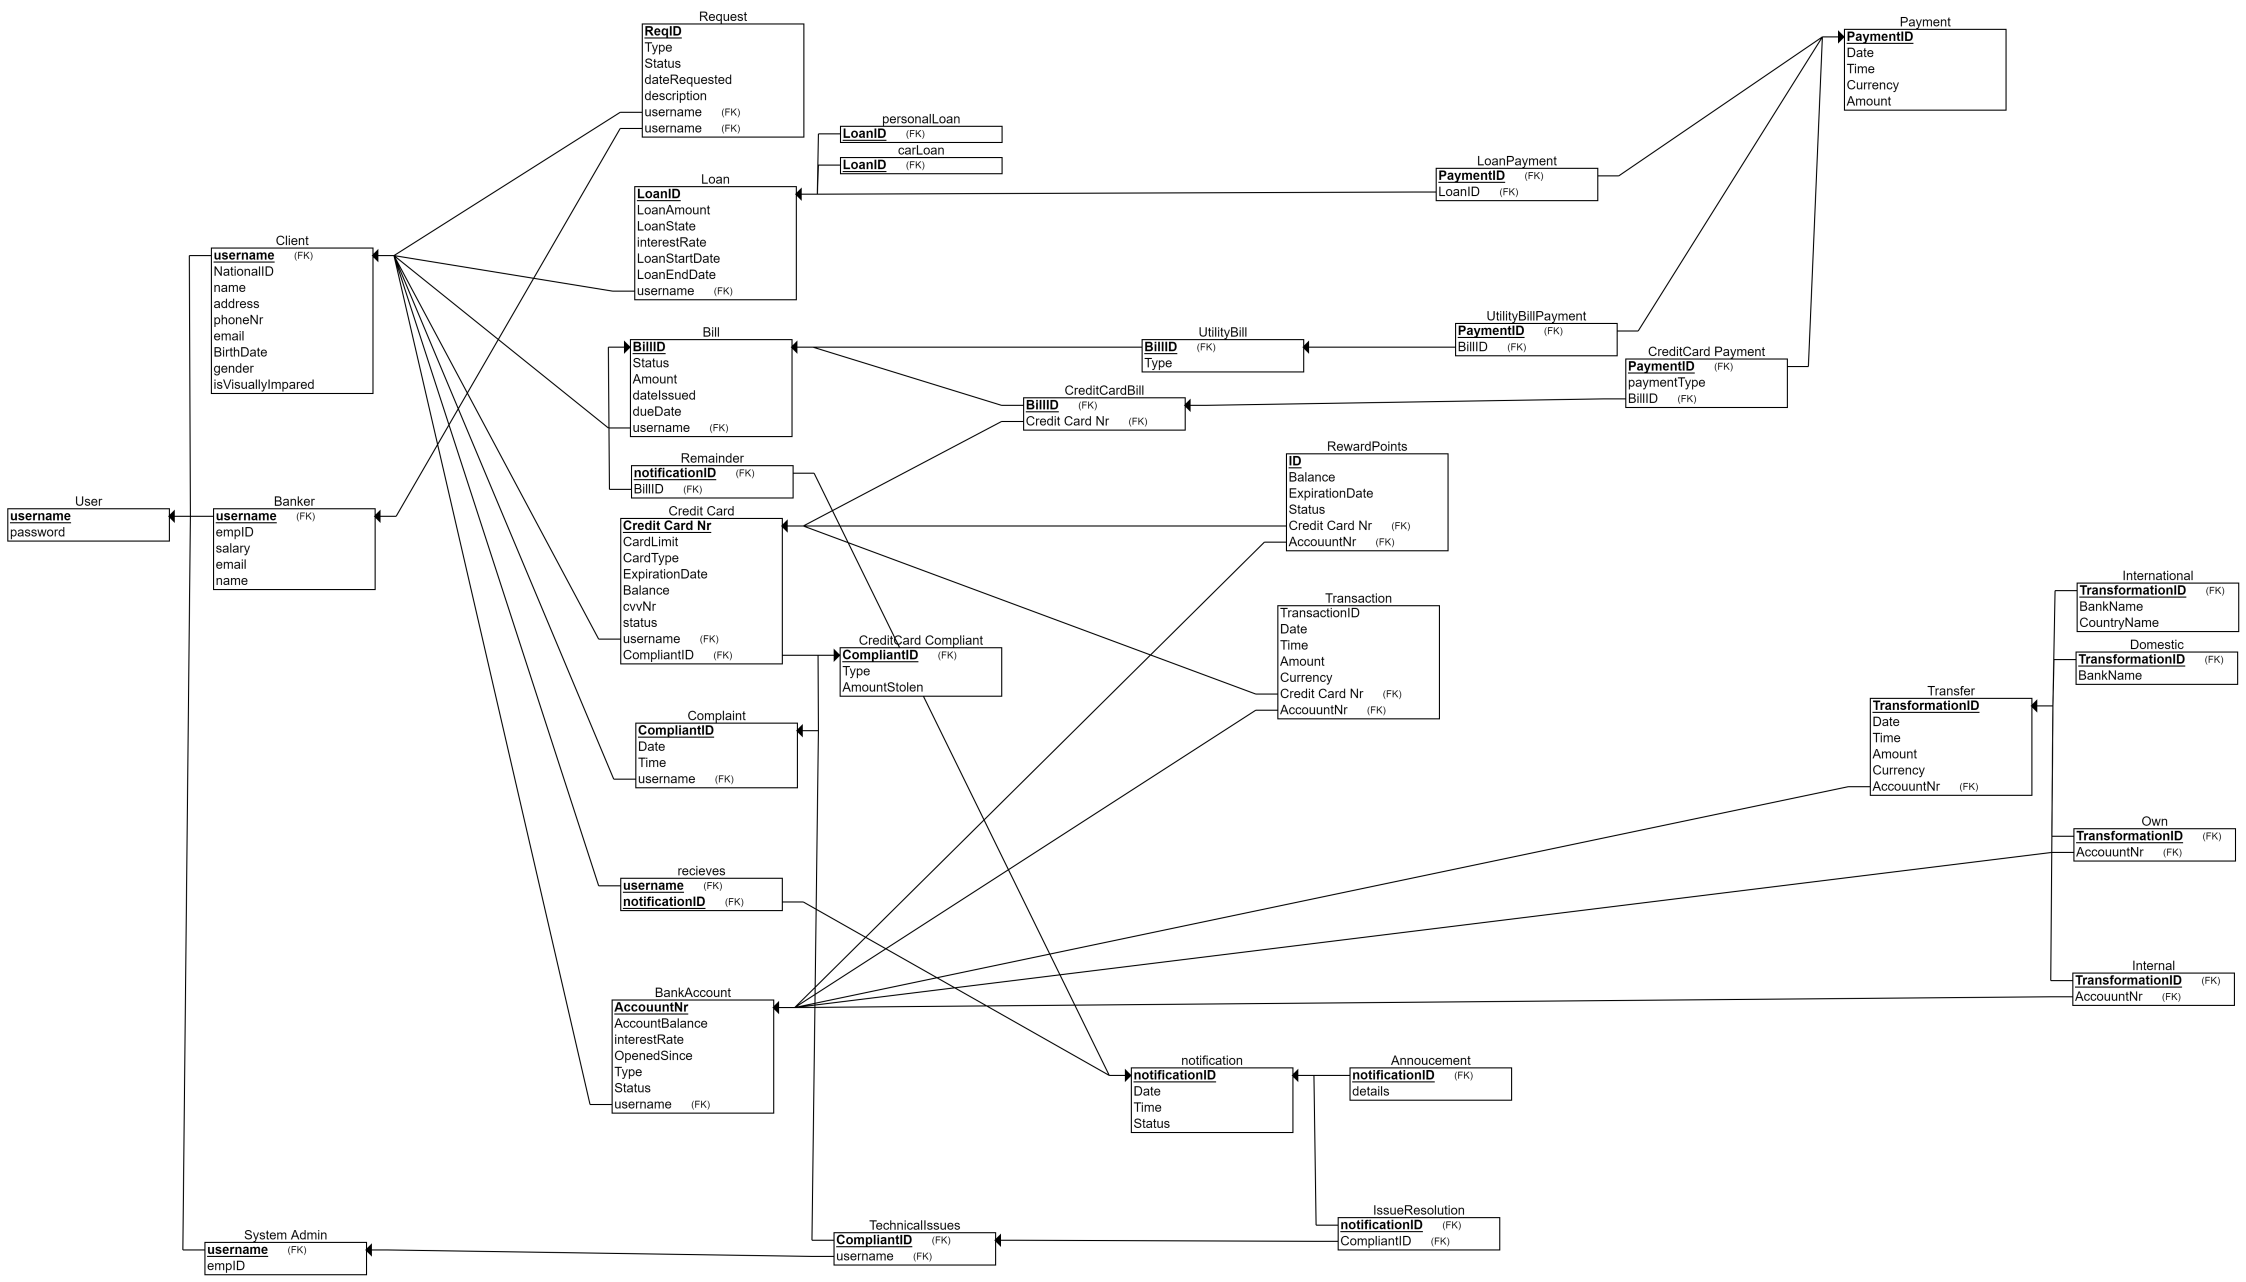 Request
ReqID
Type
Status
dateRequested
description
username (FK)
username (FK)
Payment
PaymentID
Date
Time
Currency
Amount
personalLoan
LoanID (FK)
carLoan
LoanID (FK)
LoanPayment
PaymentID (FK)
LoanID (FK)
Loan
LoanID
LoanAmount
LoanState
interestRate
LoanStartDate
LoanEndDate
username (FK)
Client
username (FK)
NationalID
name
address
phoneNr
email
BirthDate
gender
isVisuallyImpared
Bill
BillID
Status
Amount
dateIssued
dueDate
username (FK)
UtilityBill
BillID (FK)
Type
UtilityBillPayment
PaymentID (FK)
BillID (FK)
CreditCard Payment
PaymentID (FK)
paymentType
BillID (FK)
CreditCardBill
BillID (FK)
Credit Card Nr (FK)
Remainder
notificationID (FK)
BillID (FK)
RewardPoints
ID
Balance
ExpirationDate
Status
Credit Card Nr (FK)
AccouuntNr (FK)
User
username
password
Banker
username (FK)
empID
salary
email
name
Credit Card
Credit Card Nr
CardLimit
CardType
ExpirationDate
Balance
cvvNr
status
username (FK)
CompliantID (FK)
CreditCard Compliant
CompliantID (FK)
Type
AmountStolen
Transaction
TransactionID
Date
Time
Amount
Currency
Credit Card Nr (FK)
AccouuntNr (FK)
International
TransformationID (FK)
BankName
CountryName
Domestic
TransformationID (FK)
BankName
Transfer
TransformationID
Date
Time
Amount
Currency
AccouuntNr (FK)
Complaint
CompliantID
Date
Time
username (FK)
Own
TransformationID (FK)
AccouuntNr (FK)
recieves
username (FK)
notificationID (FK)
Internal
TransformationID (FK)
AccouuntNr (FK)
BankAccount
AccouuntNr
AccountBalance
interestRate
OpenedSince
Type
Status
username (FK)
notification
notificationID
Date
Time
Status
Annoucement
notificationID (FK)
details
IssueResolution
notificationID (FK)
CompliantID (FK)
TechnicalIssues
CompliantID (FK)
username (FK)
System Admin
username (FK)
empID